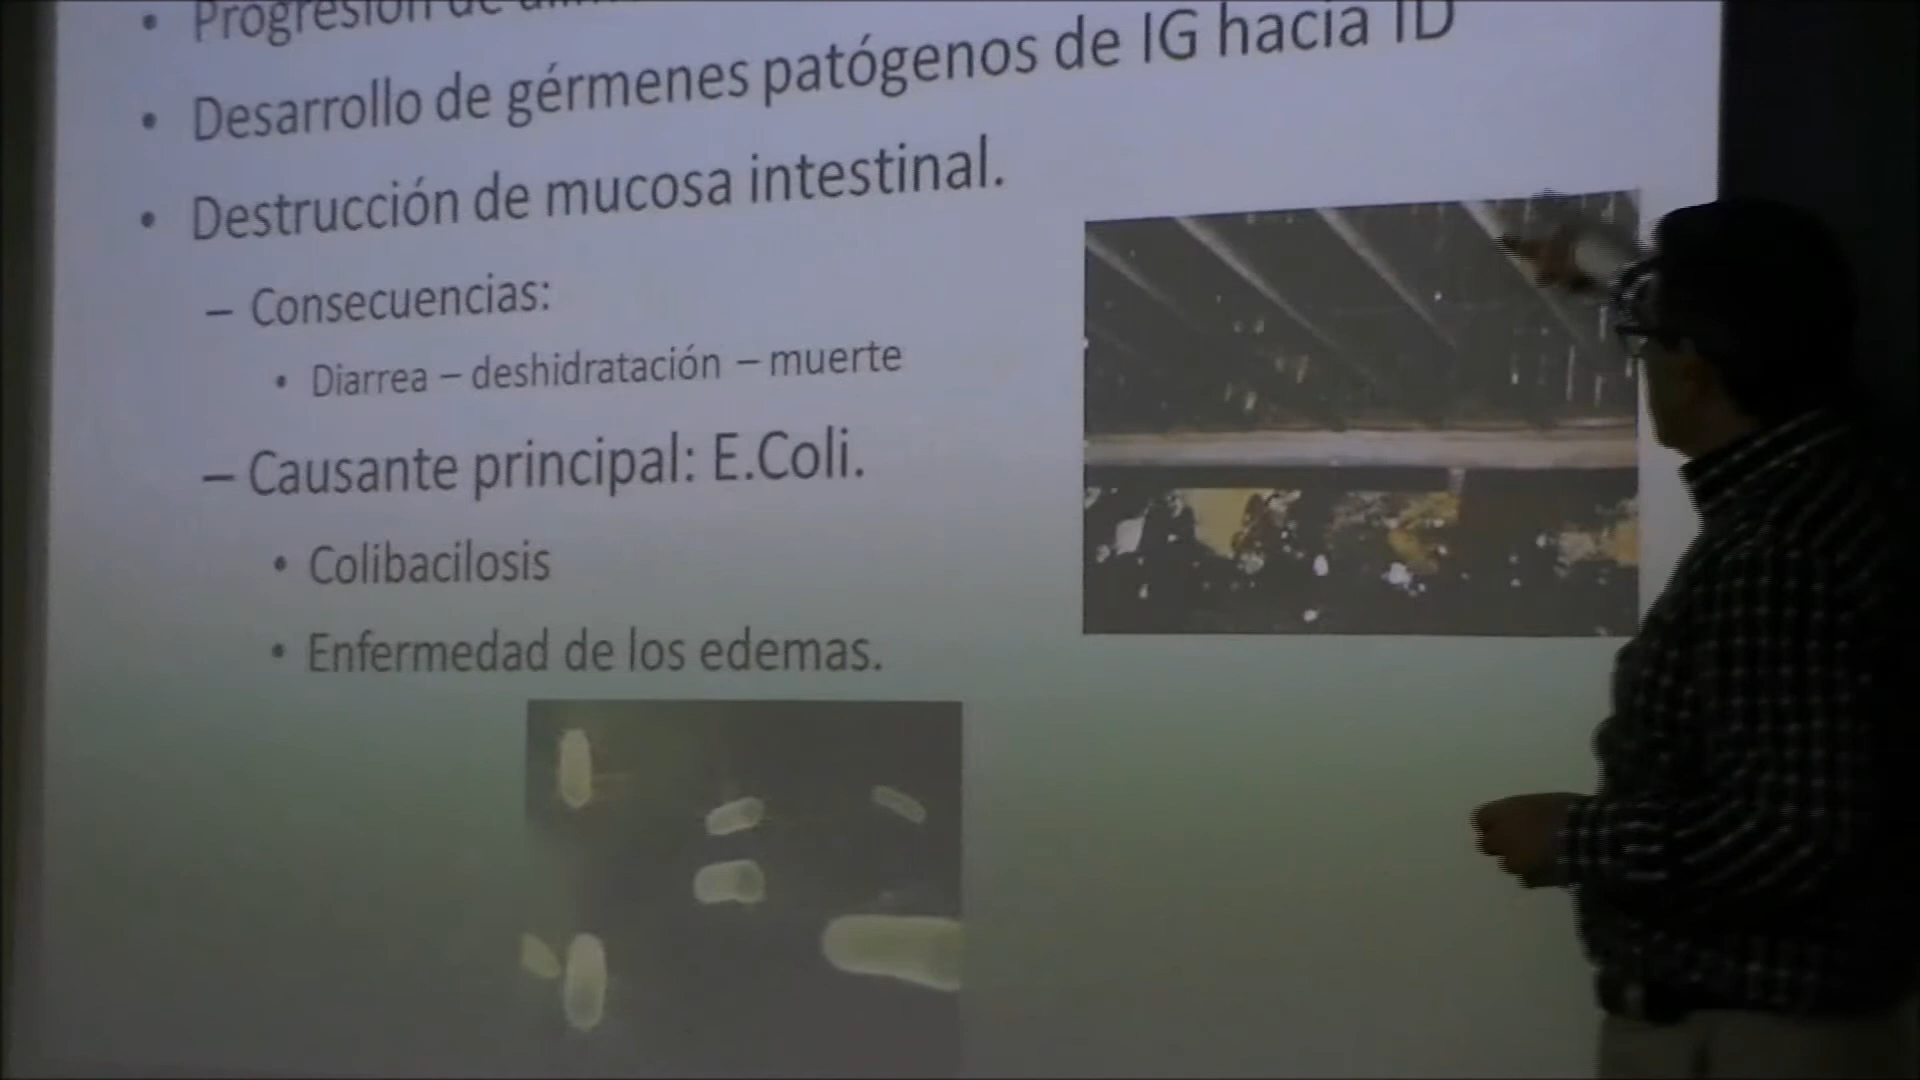 Progresión de
Desarrollo de gérmenes patógenos de IG hacia ID
Destrucción de mucosa intestinal.
– Consecuencias:
Diarrea – deshidratación – muerte
– Causante principal: E.Coli.
Colibacilosis
Enfermedad de los edemas.